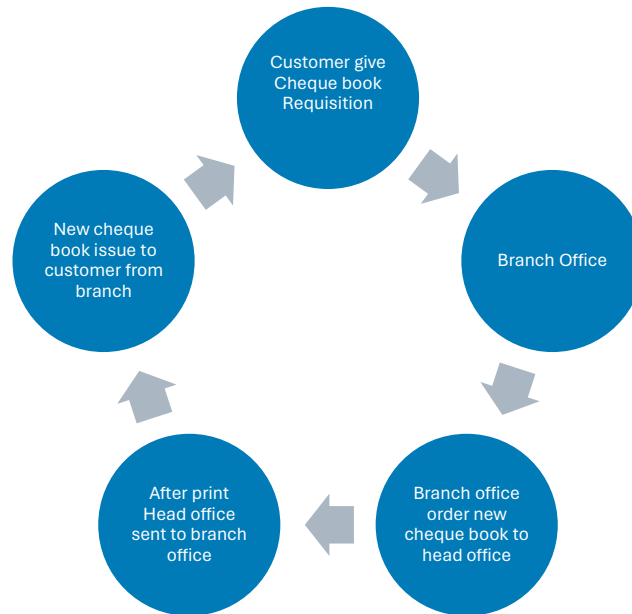 Customer give
Cheque book
Requisition
Branch Office
Branch office
order new
cheque book to
head office
After print
Head office
sent to branch
office
New cheque
book issue to
customer from
branch